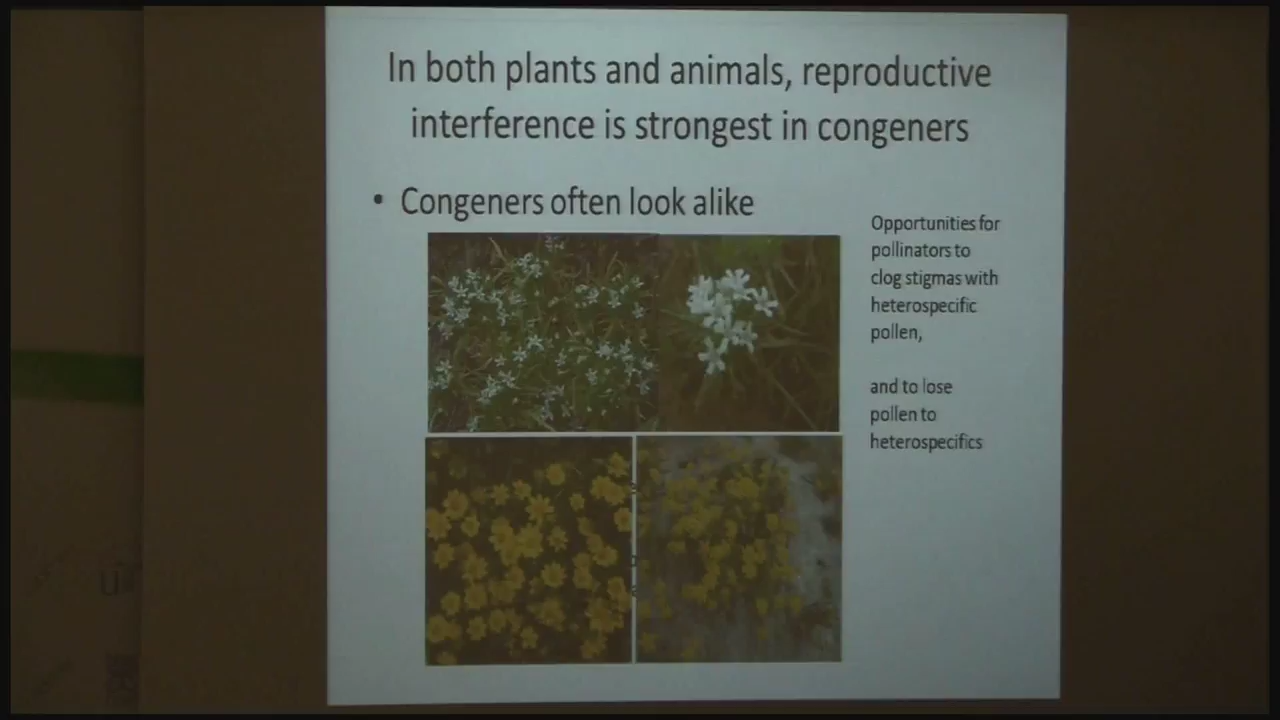 In both plants and animals, reproductive
interference is strongest in congeners
• Congeners often look alike
Opportunities for
pollinators to
clog stigmas with
heterospecific
pollen,
and to lose
pollen to
heterospecifics